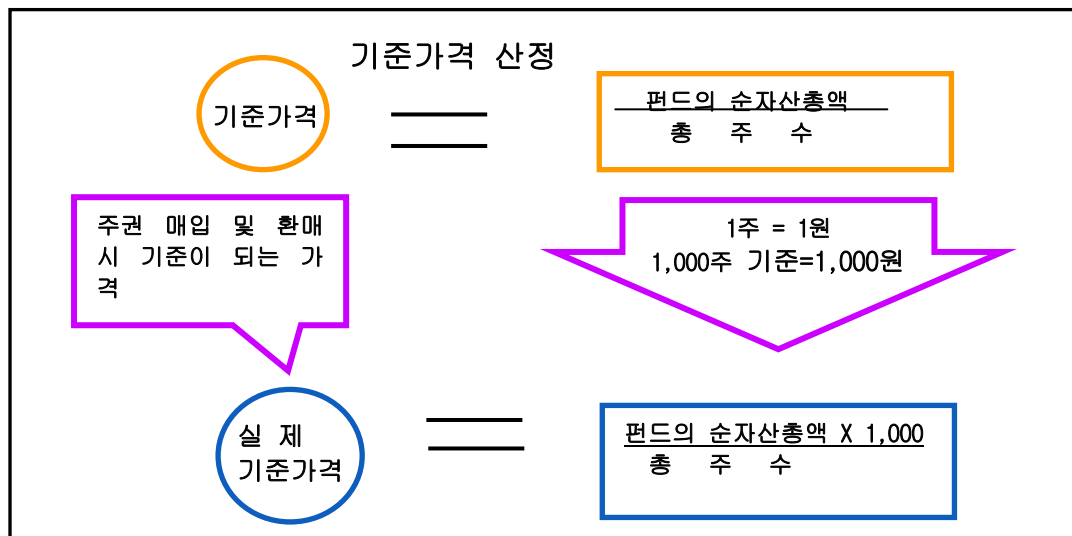 기준가격 산정
기준가격
펀드의 순자산총액
총 주 수
주권 매입 및 환매
시 기준이 되는 가
격
1주 = 1원
1,000주 기준=1,000원
실 제
기준가격
펀드의 순자산총액 X 1,000
총 주 수